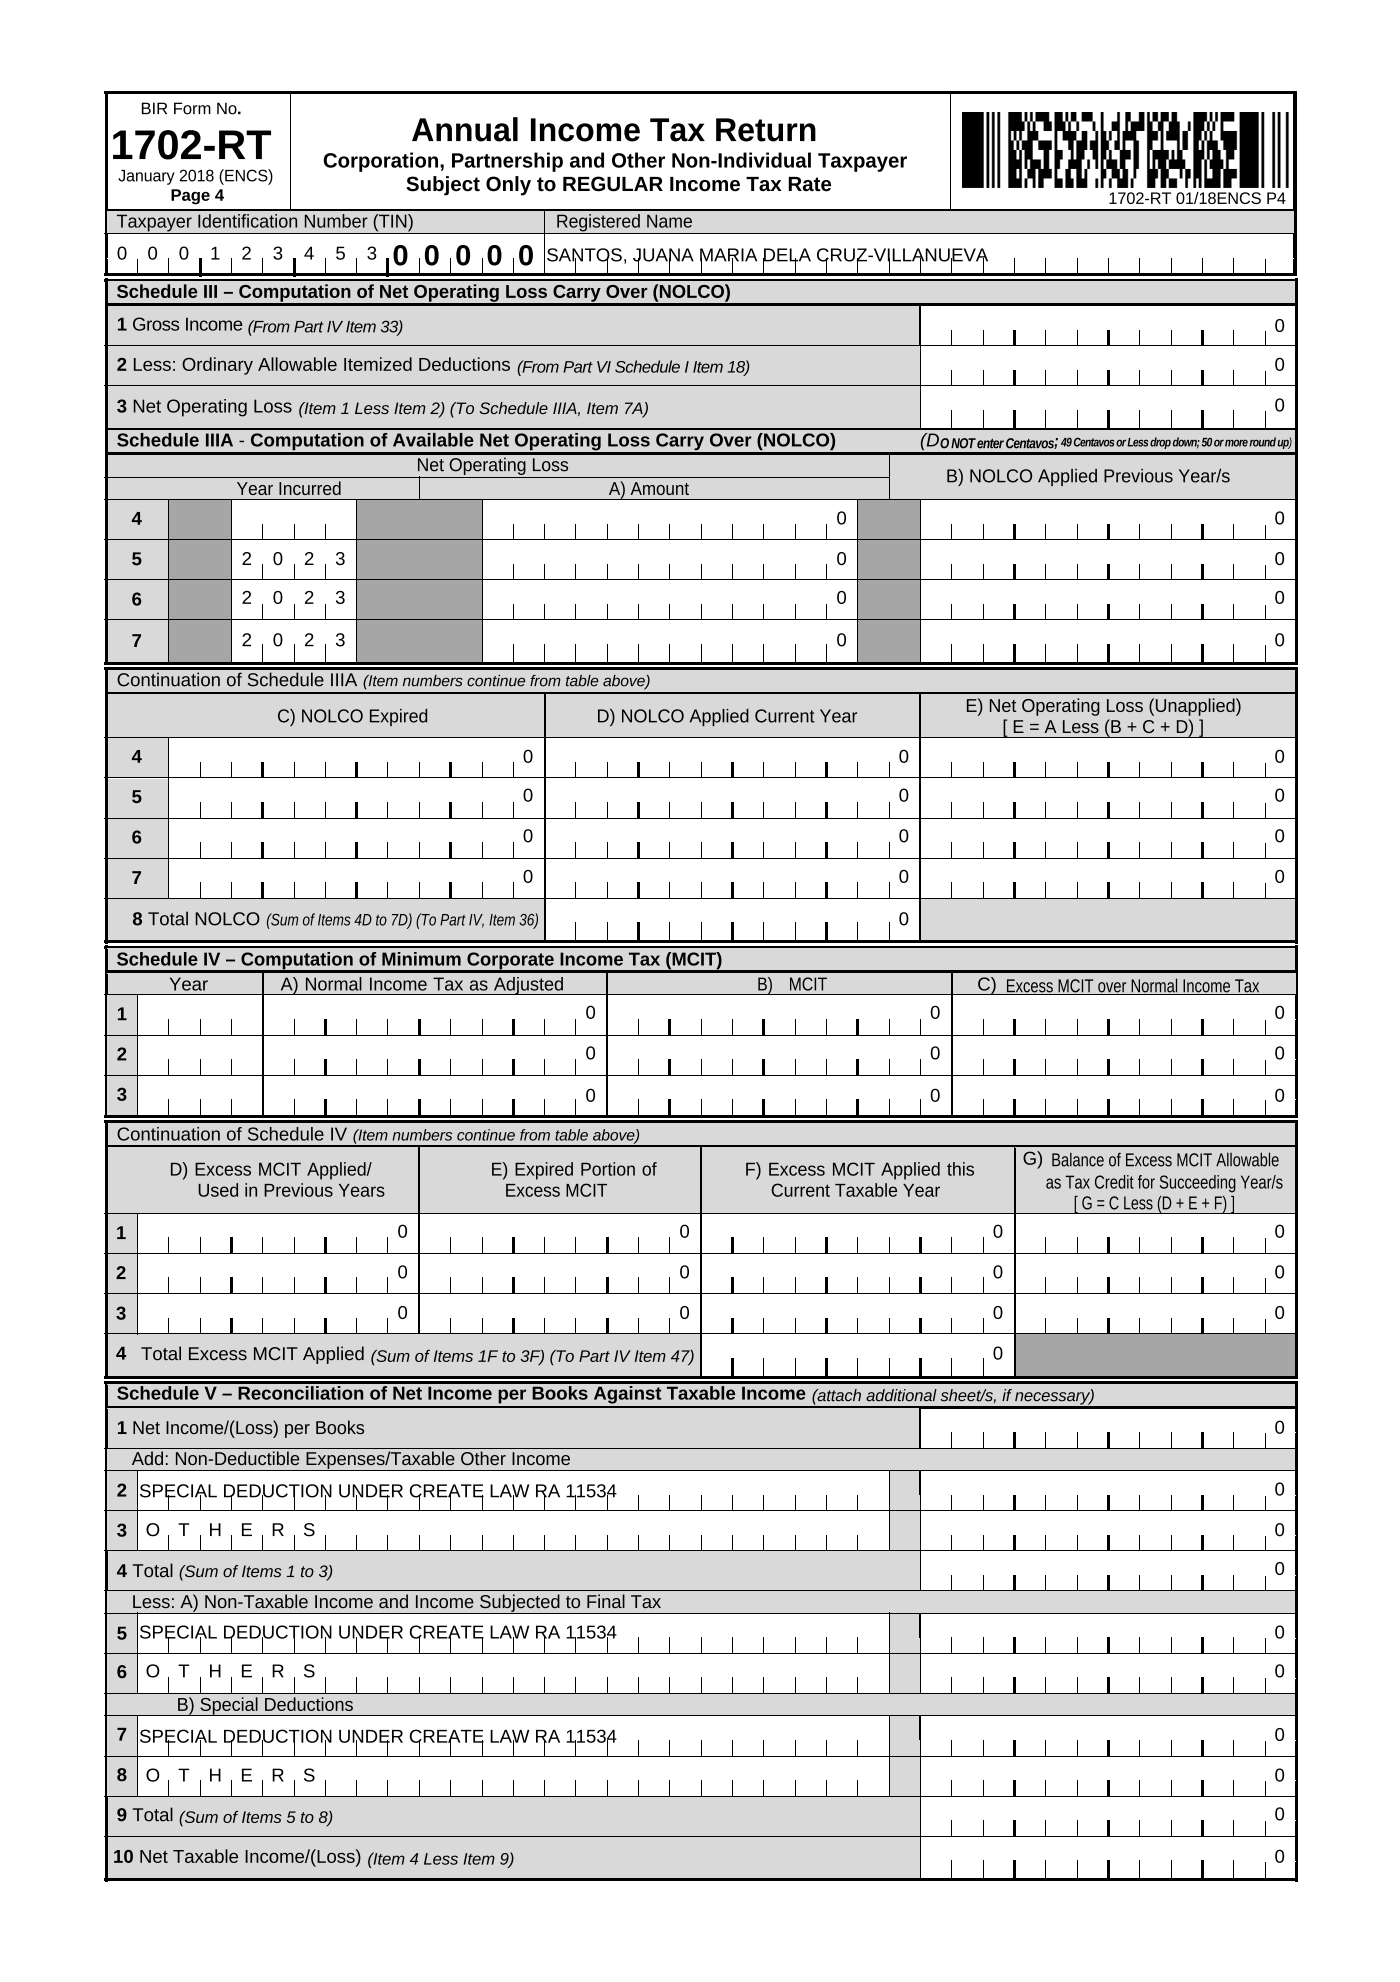 BIR Form No.
1702-RT
January 2018 (ENCS)
Page 4
Annual Income Tax Return
Corporation, Partnership and Other Non-Individual Taxpayer
Subject Only to REGULAR Income Tax Rate
1702-RT 01/18ENCS P4
Taxpayer Identification Number (TIN) Registered Name
0 0 0 1 2 3 4 5 3 0 0 0 0 0 SANTOS, JUANA MARIA DELA CRUZ-VILLANUEVA
Schedule III – Computation of Net Operating Loss Carry Over (NOLCO)
1 Gross Income (From Part IV Item 33) 0
2 Less: Ordinary Allowable Itemized Deductions (From Part VI Schedule I Item 18) 0
3 Net Operating Loss (Item 1 Less Item 2) (To Schedule IIIA, Item 7A) 0
Schedule IIIA - Computation of Available Net Operating Loss Carry Over (NOLCO) (DO NOT enter Centavos; 49 Centavos or Less drop down; 50 or more round up)
Net Operating Loss
B) NOLCO Applied Previous Year/s
Year Incurred A) Amount
4 0 0
5 2 0 2 3 0 0
6 2 0 2 3 0 0
7 2 0 2 3 0 0
Continuation of Schedule IIIA (Item numbers continue from table above)
C) NOLCO Expired D) NOLCO Applied Current Year E) Net Operating Loss (Unapplied)
[ E = A Less (B + C + D) ]
4 0 0 0
5 0 0 0
6 0 0 0
7 0 0 0
8 Total NOLCO (Sum of Items 4D to 7D) (To Part IV, Item 36) 0
Schedule IV – Computation of Minimum Corporate Income Tax (MCIT)
Year A) Normal Income Tax as Adjusted B) MCIT C) Excess MCIT over Normal Income Tax
1 0 0 0
2 0 0 0
3 0 0 0
Continuation of Schedule IV (Item numbers continue from table above)
D) Excess MCIT Applied/
Used in Previous Years
E) Expired Portion of
Excess MCIT
F) Excess MCIT Applied this
Current Taxable Year
G) Balance of Excess MCIT Allowable
as Tax Credit for Succeeding Year/s
[ G = C Less (D + E + F) ]
1 0 0 0 0
2 0 0 0 0
3 0 0 0 0
4 Total Excess MCIT Applied (Sum of Items 1F to 3F) (To Part IV Item 47) 0
Schedule V – Reconciliation of Net Income per Books Against Taxable Income (attach additional sheet/s, if necessary)
1 Net Income/(Loss) per Books 0
Add: Non-Deductible Expenses/Taxable Other Income
2 SPECIAL DEDUCTION UNDER CREATE LAW RA 11534 0
3 O T H E R S 0
4 Total (Sum of Items 1 to 3) 0
Less: A) Non-Taxable Income and Income Subjected to Final Tax
5 SPECIAL DEDUCTION UNDER CREATE LAW RA 11534 0
6 O T H E R S 0
B) Special Deductions
7 SPECIAL DEDUCTION UNDER CREATE LAW RA 11534 0
8 O T H E R S 0
9 Total (Sum of Items 5 to 8) 0
10 Net Taxable Income/(Loss) (Item 4 Less Item 9) 0